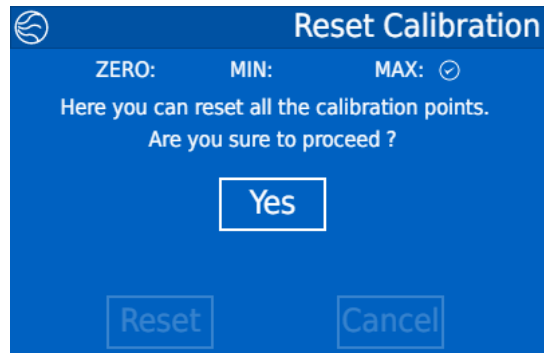 Reset Calibration
ZERO: MIN: MAX:
Here you can reset all the calibration points.
Are you sure to proceed ?
Yes
Reset Cancel